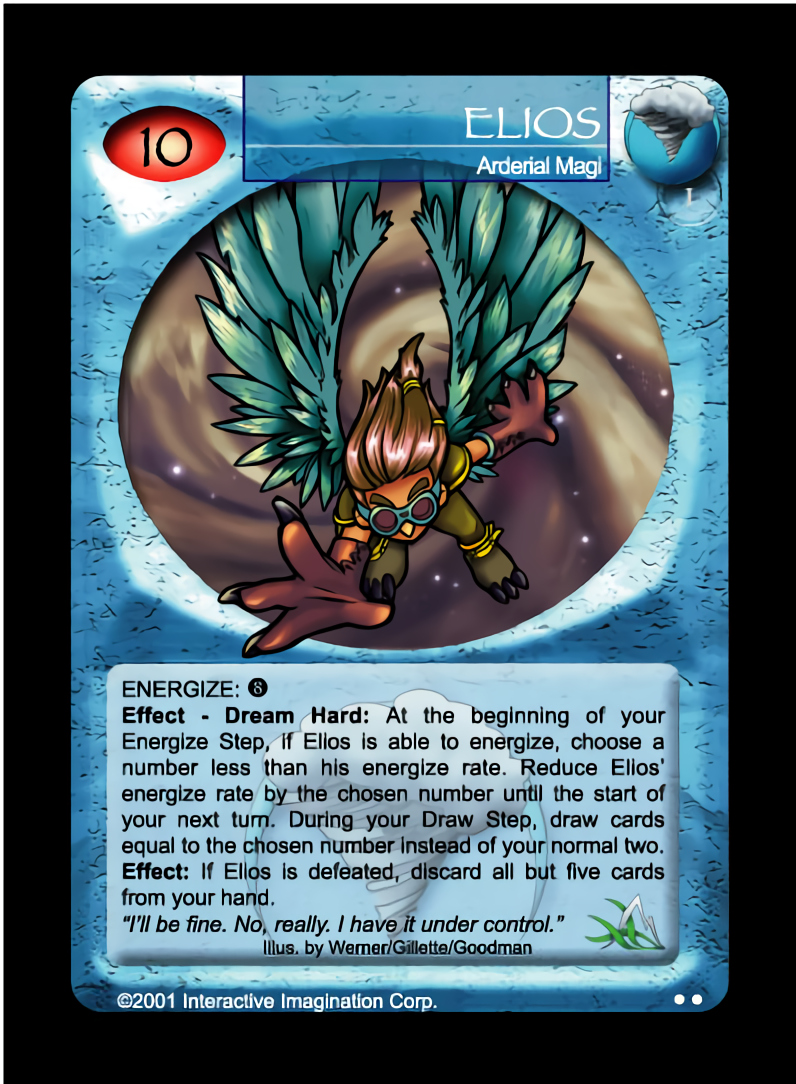 10
ELIOS
Arderial Magi
1
ENERGIZE: 6
Effect - Dream Hard: At the beginning of your
Energize Step, if Elios is able to energize, choose a
number less than his energize rate. Reduce Elios'
energize rate by the chosen number until the start of
your next turn. During your Draw Step, draw cards
equal to the chosen number instead of your normal two.
Effect: If Elios is defeated, discard all but five cards
from your hand.
"I'll be fine. No, really. I have it under control."
Illus. by Werner/Gillette/Goodman
©2001 Interactive Imagination Corp.